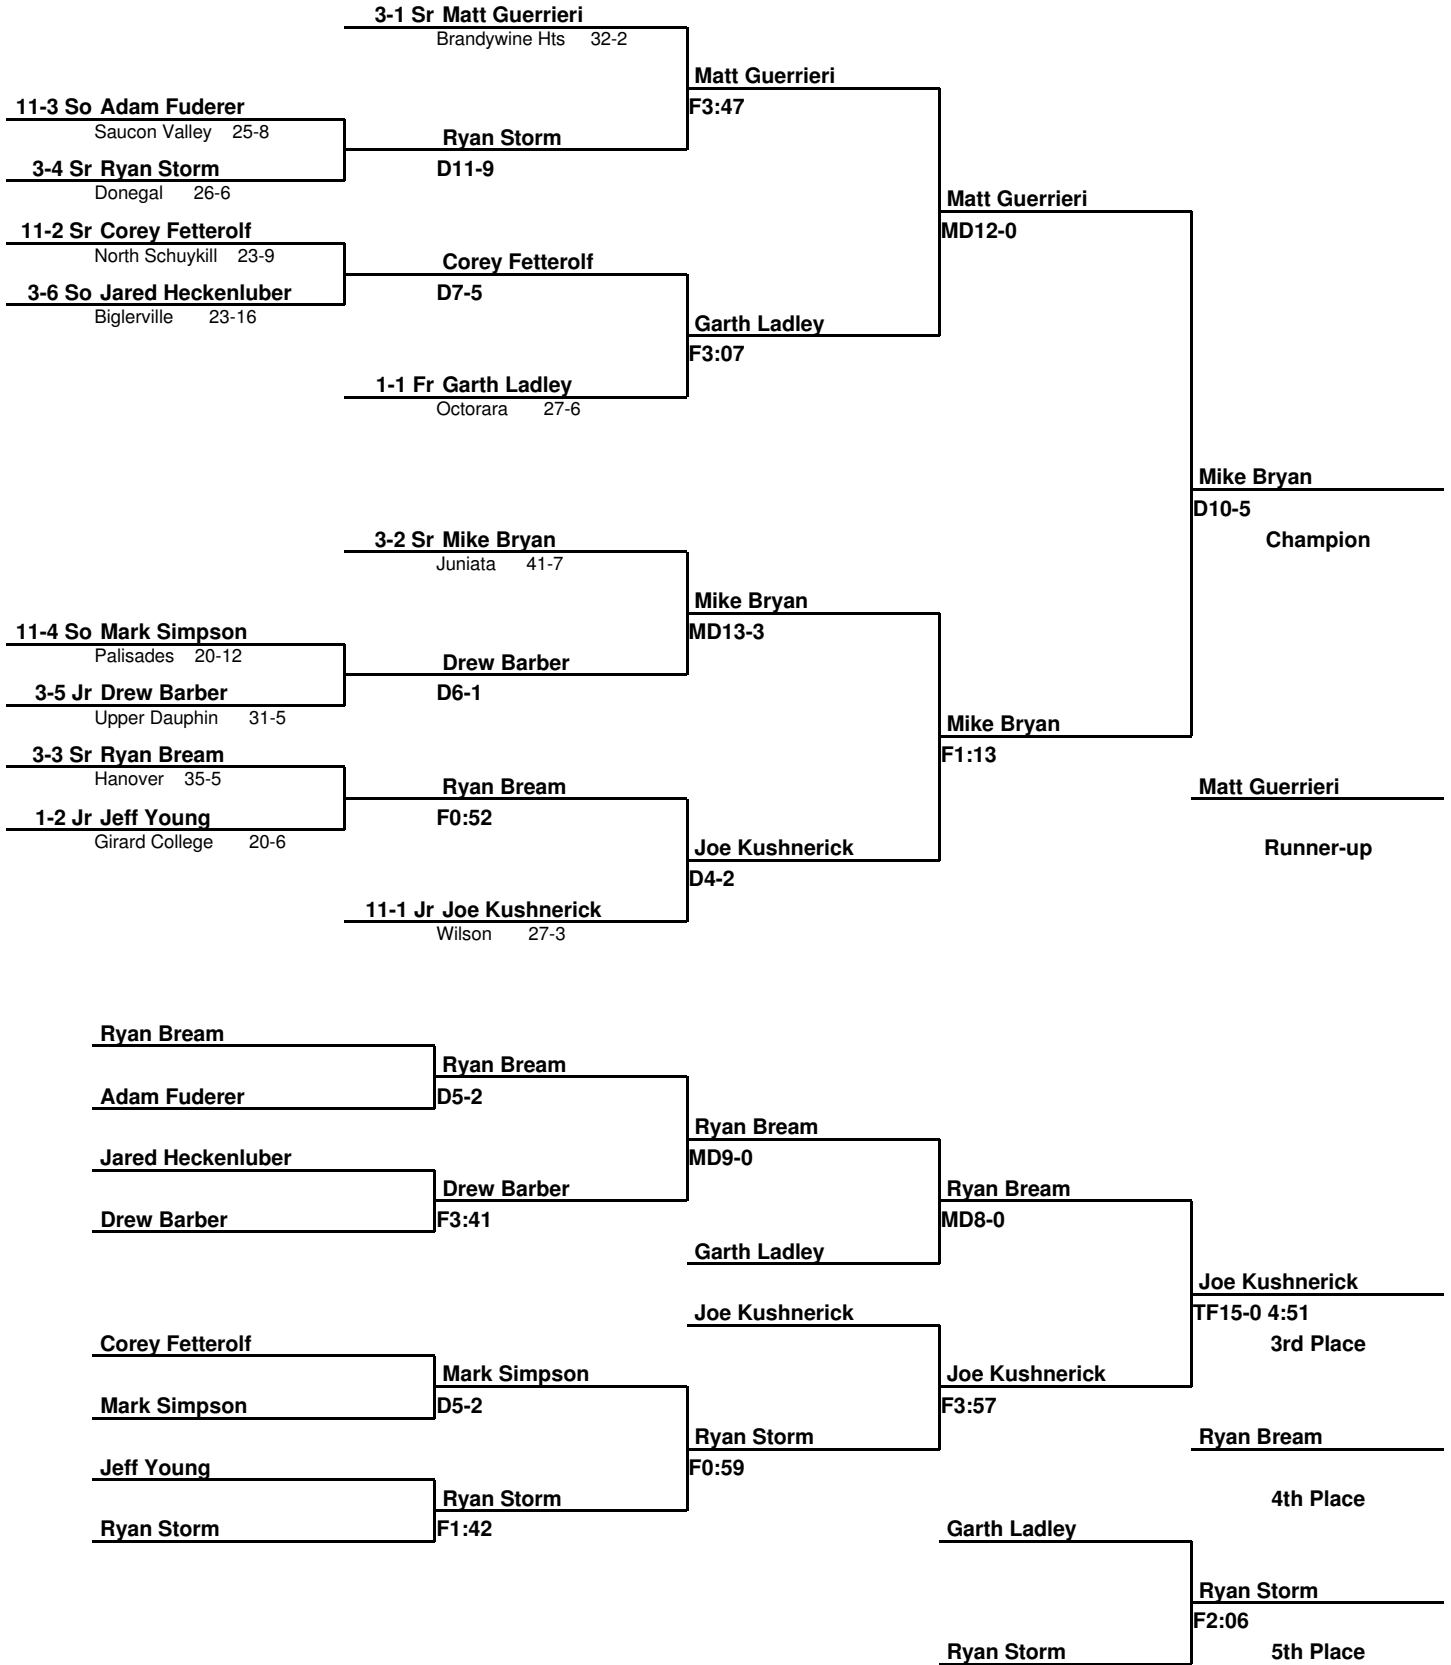 3-1 Sr Matt Guerrieri
Brandywine Hts 32-2
Matt Guerrieri
11-3 So Adam Fuderer
F3:47
Saucon Valley 25-8
Ryan Storm
3-4 Sr Ryan Storm
D11-9
Donegal 26-6
Matt Guerrieri
11-2 Sr Corey Fetterolf
MD12-0
North Schuykill 23-9
Corey Fetterolf
3-6 So Jared Heckenluber
D7-5
Biglerville 23-16
Garth Ladley
F3:07
1-1 Fr Garth Ladley
Octorara 27-6
Mike Bryan
D10-5
3-2 Sr Mike Bryan
Champion
Juniata 41-7
Mike Bryan
11-4 So Mark Simpson
MD13-3
Palisades 20-12
Drew Barber
3-5 Jr Drew Barber
D6-1
Upper Dauphin 31-5
Mike Bryan
3-3 Sr Ryan Bream
F1:13
Hanover 35-5
Ryan Bream
Matt Guerrieri
1-2 Jr Jeff Young
F0:52
Girard College 20-6
Joe Kushnerick
Runner-up
D4-2
11-1 Jr Joe Kushnerick
Wilson 27-3
Ryan Bream
Ryan Bream
Adam Fuderer
D5-2
Ryan Bream
Jared Heckenluber
MD9-0
Drew Barber
Ryan Bream
Drew Barber
F3:41
MD8-0
Garth Ladley
Joe Kushnerick
Joe Kushnerick
TF15-0 4:51
Corey Fetterolf
3rd Place
Mark Simpson
Joe Kushnerick
Mark Simpson
D5-2
F3:57
Ryan Storm
Ryan Bream
Jeff Young
F0:59
Ryan Storm
4th Place
Ryan Storm
F1:42
Garth Ladley
Ryan Storm
F2:06
Ryan Storm
5th Place